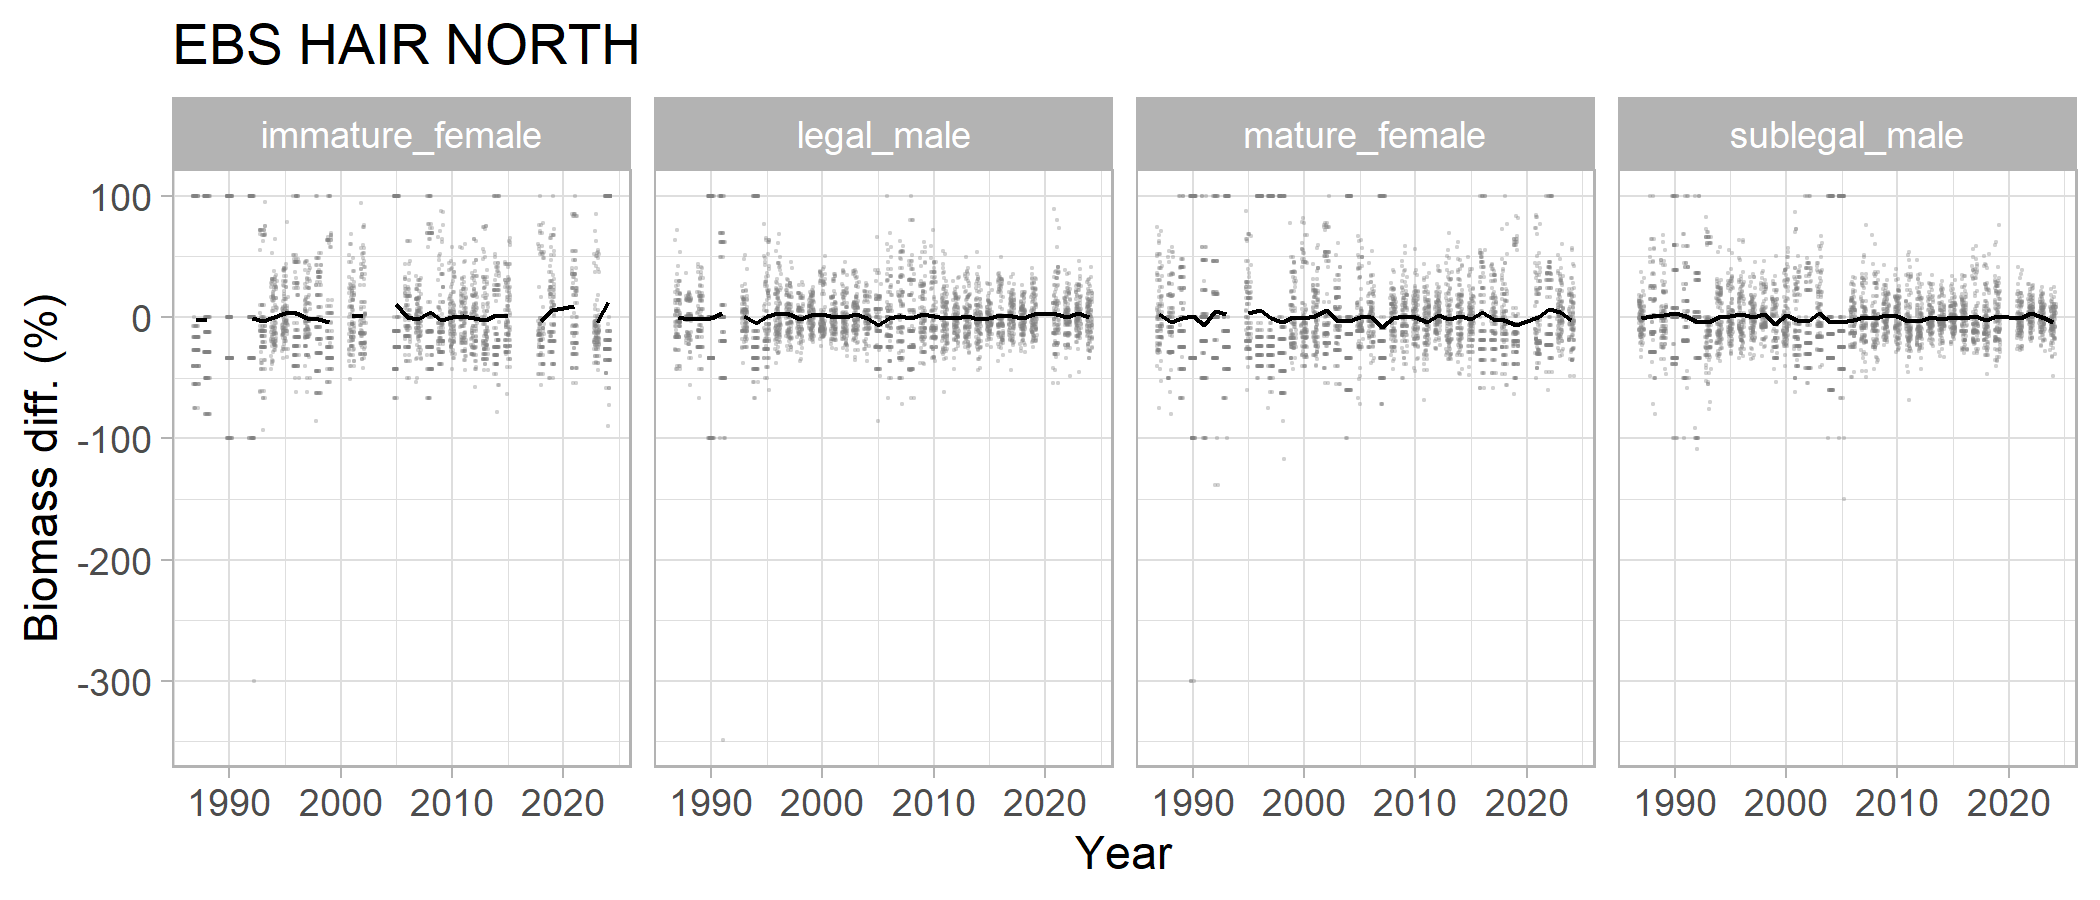 EBS HAIR NORTH
immature_female legal_male mature_female sublegal_male
100
0
-100
-200
-300
Biomass diff. (%)
1990 2000 2010 2020 1990 2000 2010 2020 1990 2000 2010 2020 1990 2000 2010 2020
Year